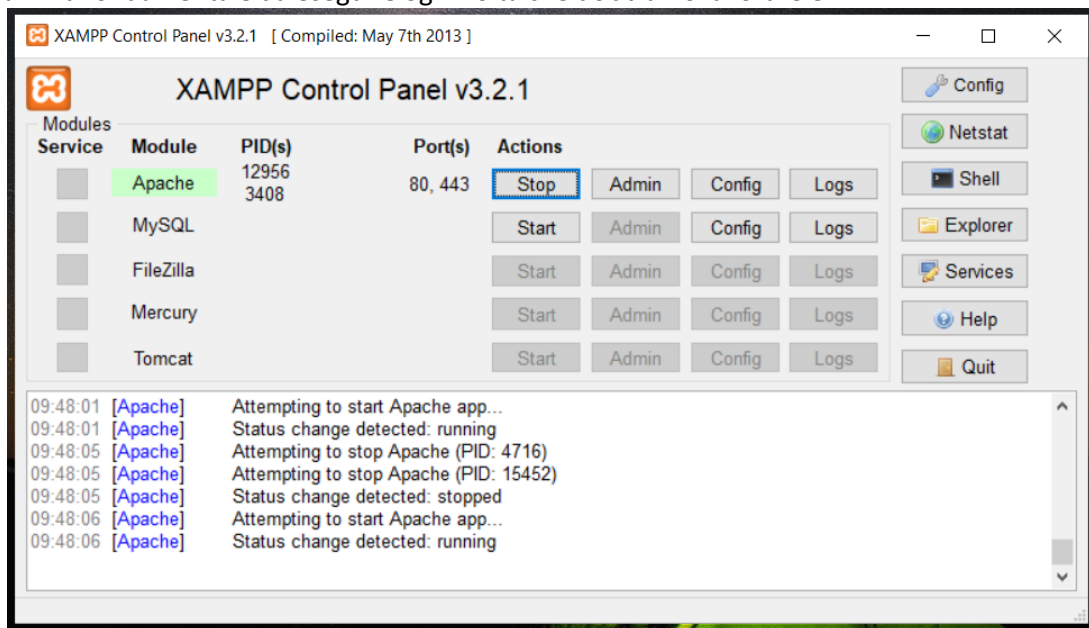 XAMPP Control Panel v3.2.1 [ Compiled: May 7th 2013 ]
XAMPP Control Panel v3.2.1
Config
Modules
Service Module PID(s) Port(s) Actions
Netstat
Apache 12956 3408 80, 443 Stop Admin Config Logs
Shell
MySQL Start Admin Config Logs
Explorer
FileZilla Start Admin Config Logs
Services
Mercury Start Admin Config Logs
Help
Tomcat Start Admin Config Logs
Quit
09:48:01 [Apache] Attempting to start Apache app...
09:48:01 [Apache] Status change detected: running
09:48:05 [Apache] Attempting to stop Apache (PID: 4716)
09:48:05 [Apache] Attempting to stop Apache (PID: 15452)
09:48:05 [Apache] Status change detected: stopped
09:48:06 [Apache] Attempting to start Apache app...
09:48:06 [Apache] Status change detected: running